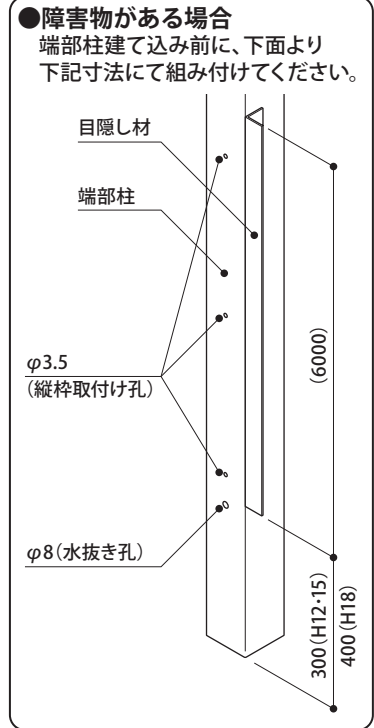 ●障害物がある場合
端部柱建て込み前に、下面より
下記寸法にて組み付けてください。
目隠し材
端部柱
φ3.5
(縦枠取付け孔)
φ8(水抜き孔)
(6000)
300(H12・15)
400(H18)